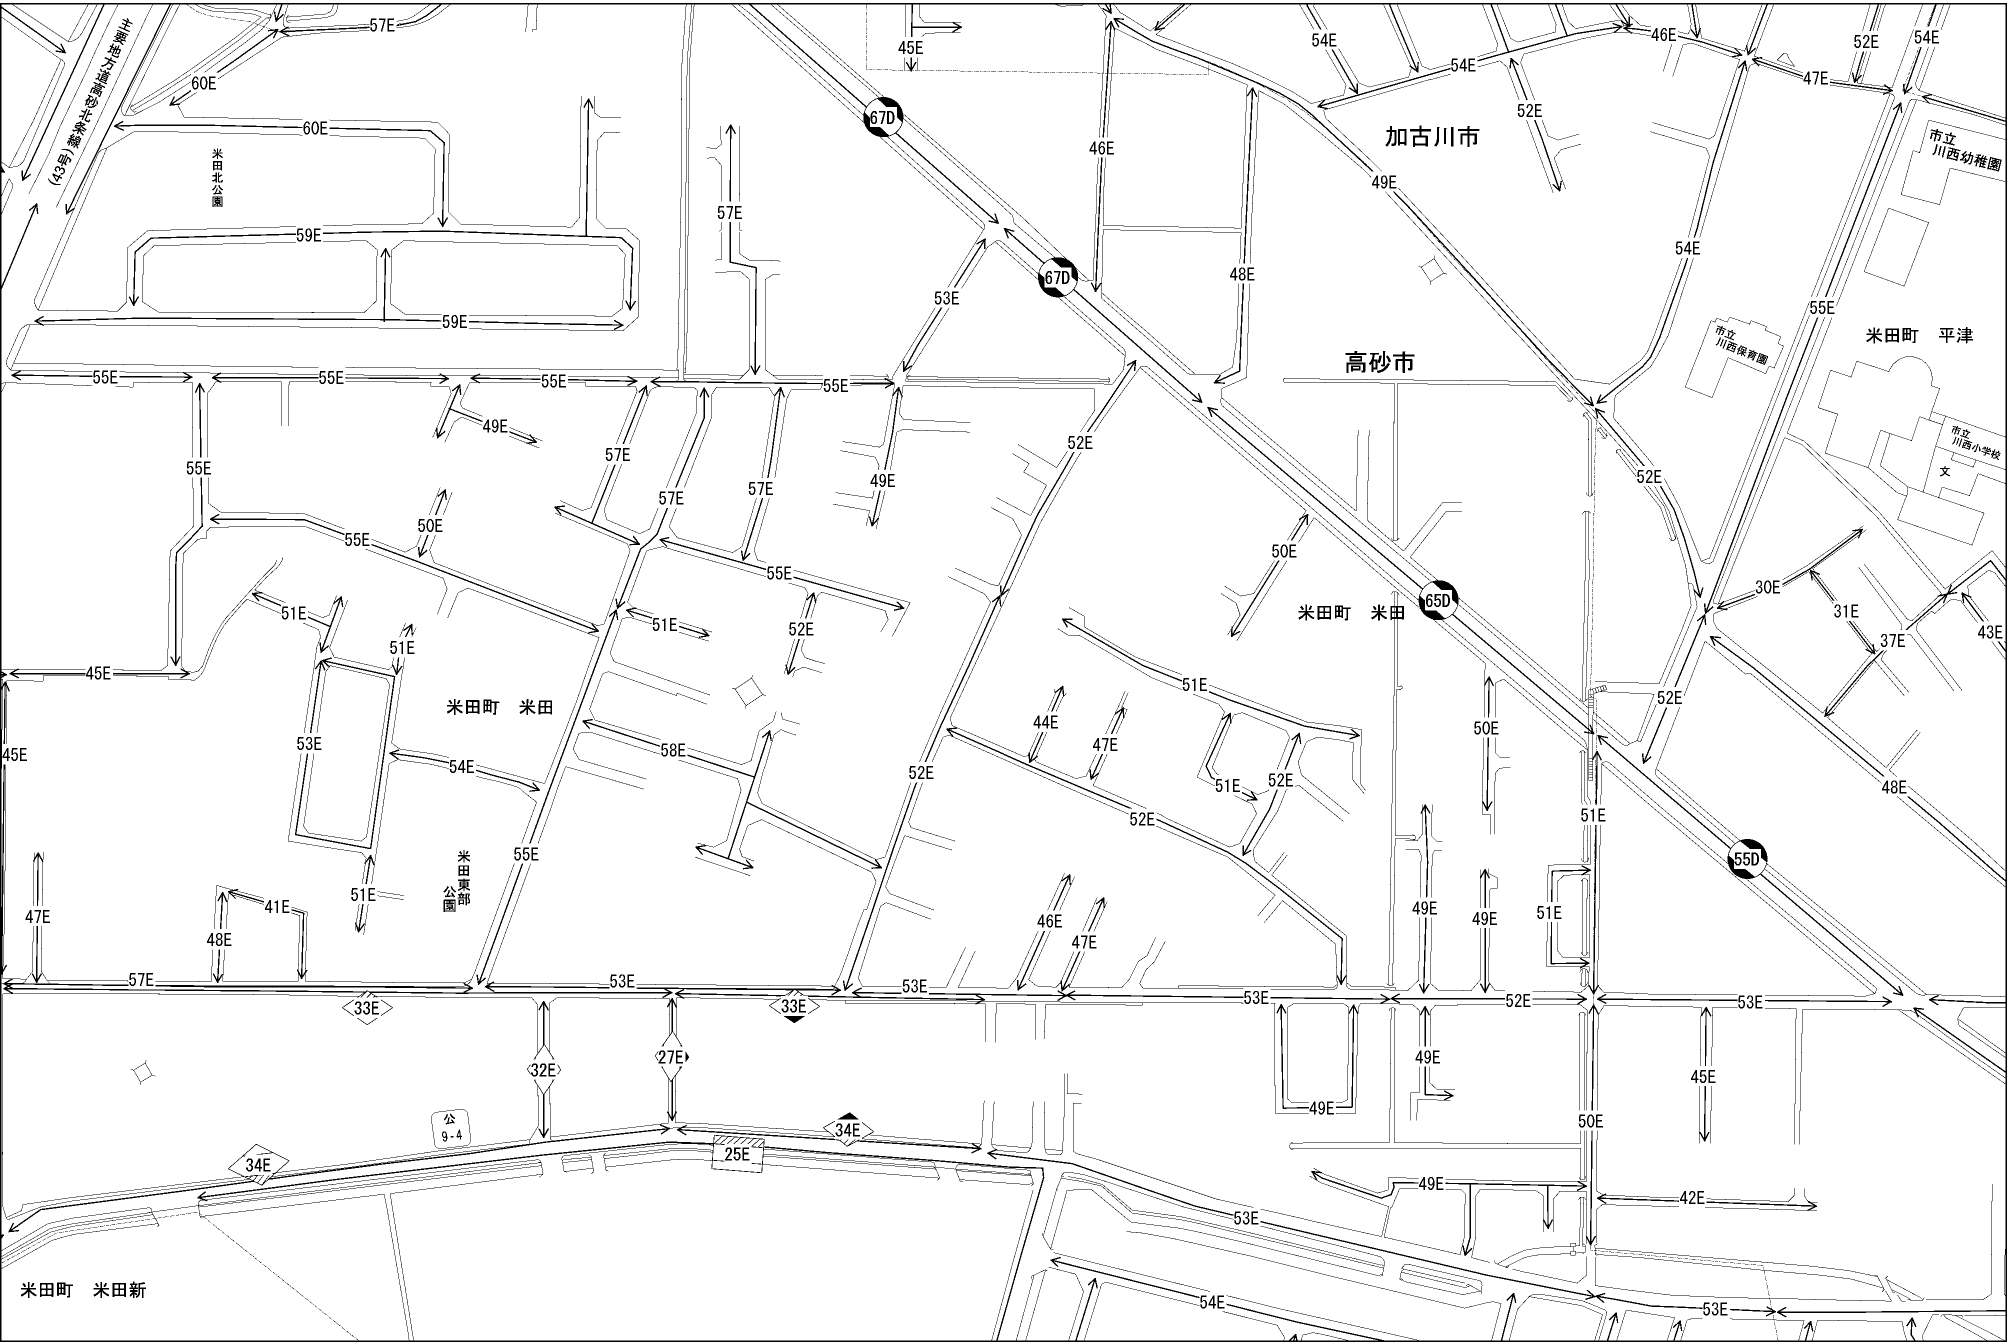 主要地方道高砂北条線
(43号)
57E
60E
60E
45E
54E
54E
46E
52E
47E
52E
54E
67D
加古川市
46E
49E
市立
川西幼稚園
米田北公園
59E
57E
54E
48E
67D
53E
59E
55E
米田町 平津
市立
川西保育園
高砂市
55E
55E
55E
55E
49E
52E
57E
55E
49E
57E
57E
52E
市立
川西小学校
文
50E
55E
50E
55E
30E
31E
65D
米田町 米田
37E
43E
51E
51E
52E
51E
45E
51E
52E
米田町 米田
44E
47E
50E
53E
58E
45E
54E
52E
51E
52E
48E
52E
51E
55E
55D
米田東部
公園
51E
47E
41E
48E
46E
47E
49E
49E
51E
57E
53E
53E
53E
52E
53E
33E
33E
32E
27E
49E
45E
49E
公
9-4
34E
50E
34E
25E
49E
42E
53E
米田町 米田新
54E
53E